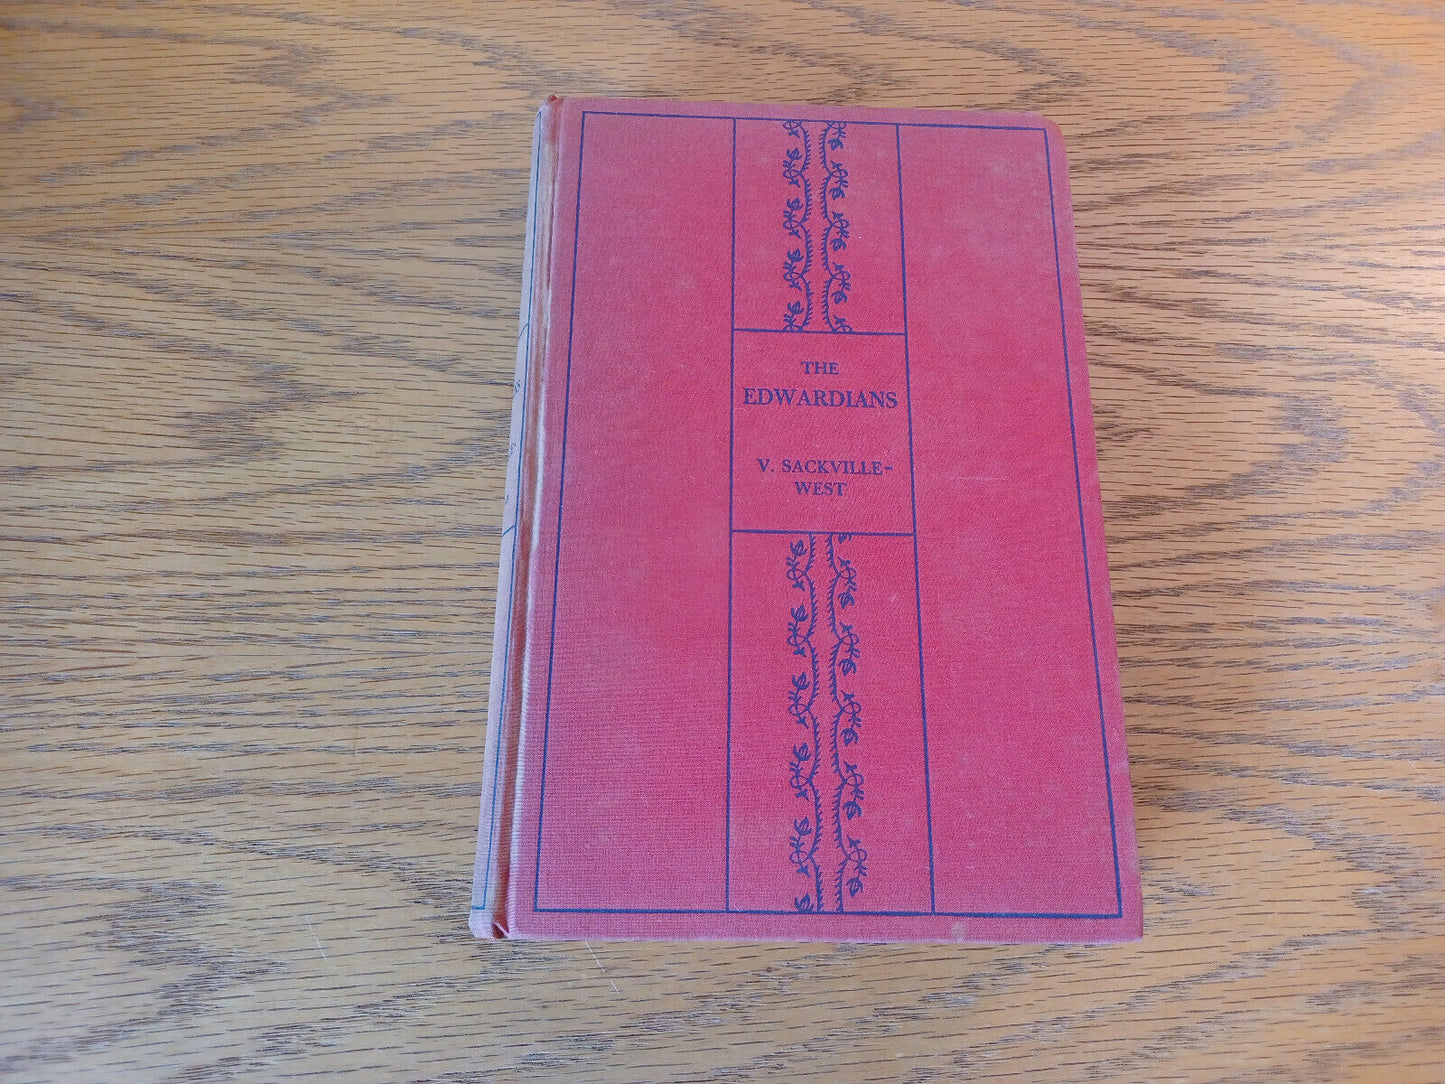 THE
EDWARDIANS
V. SACKVILLE-
WEST